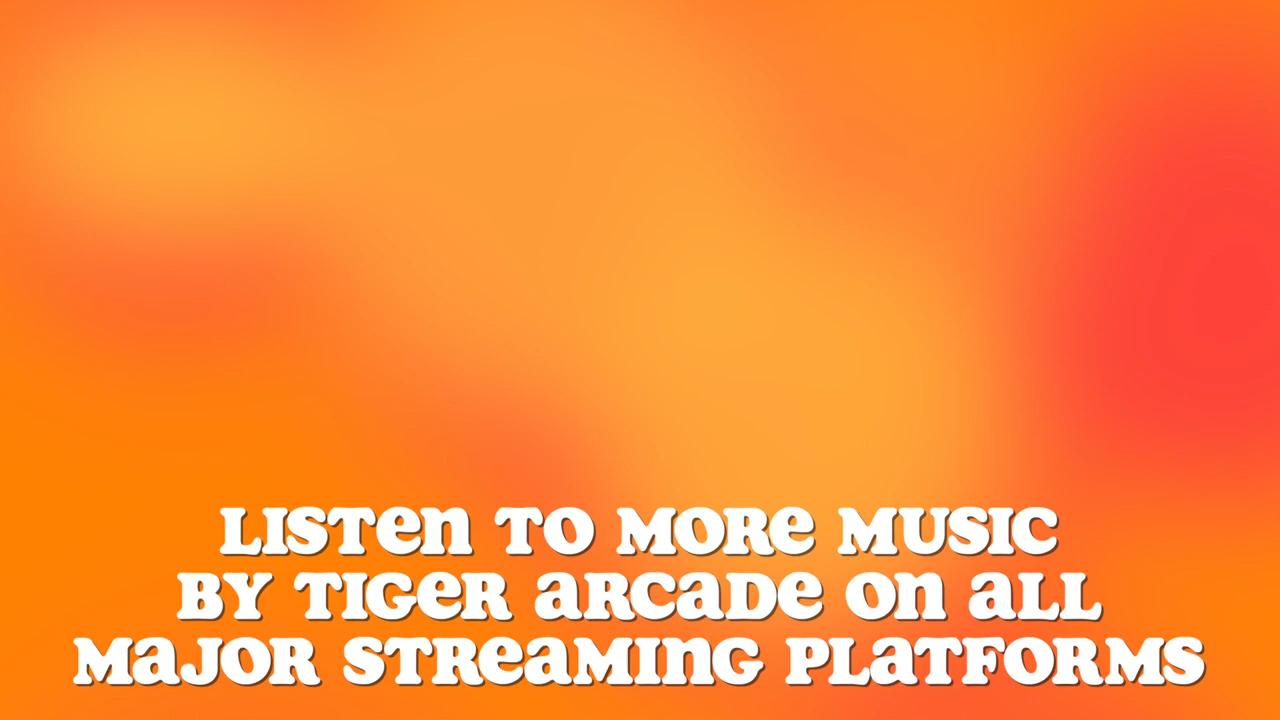 LISTEN TO MORE MUSIC
BY TIGER ARCADE ON ALL
MAJOR STREAMING PLATFORMS